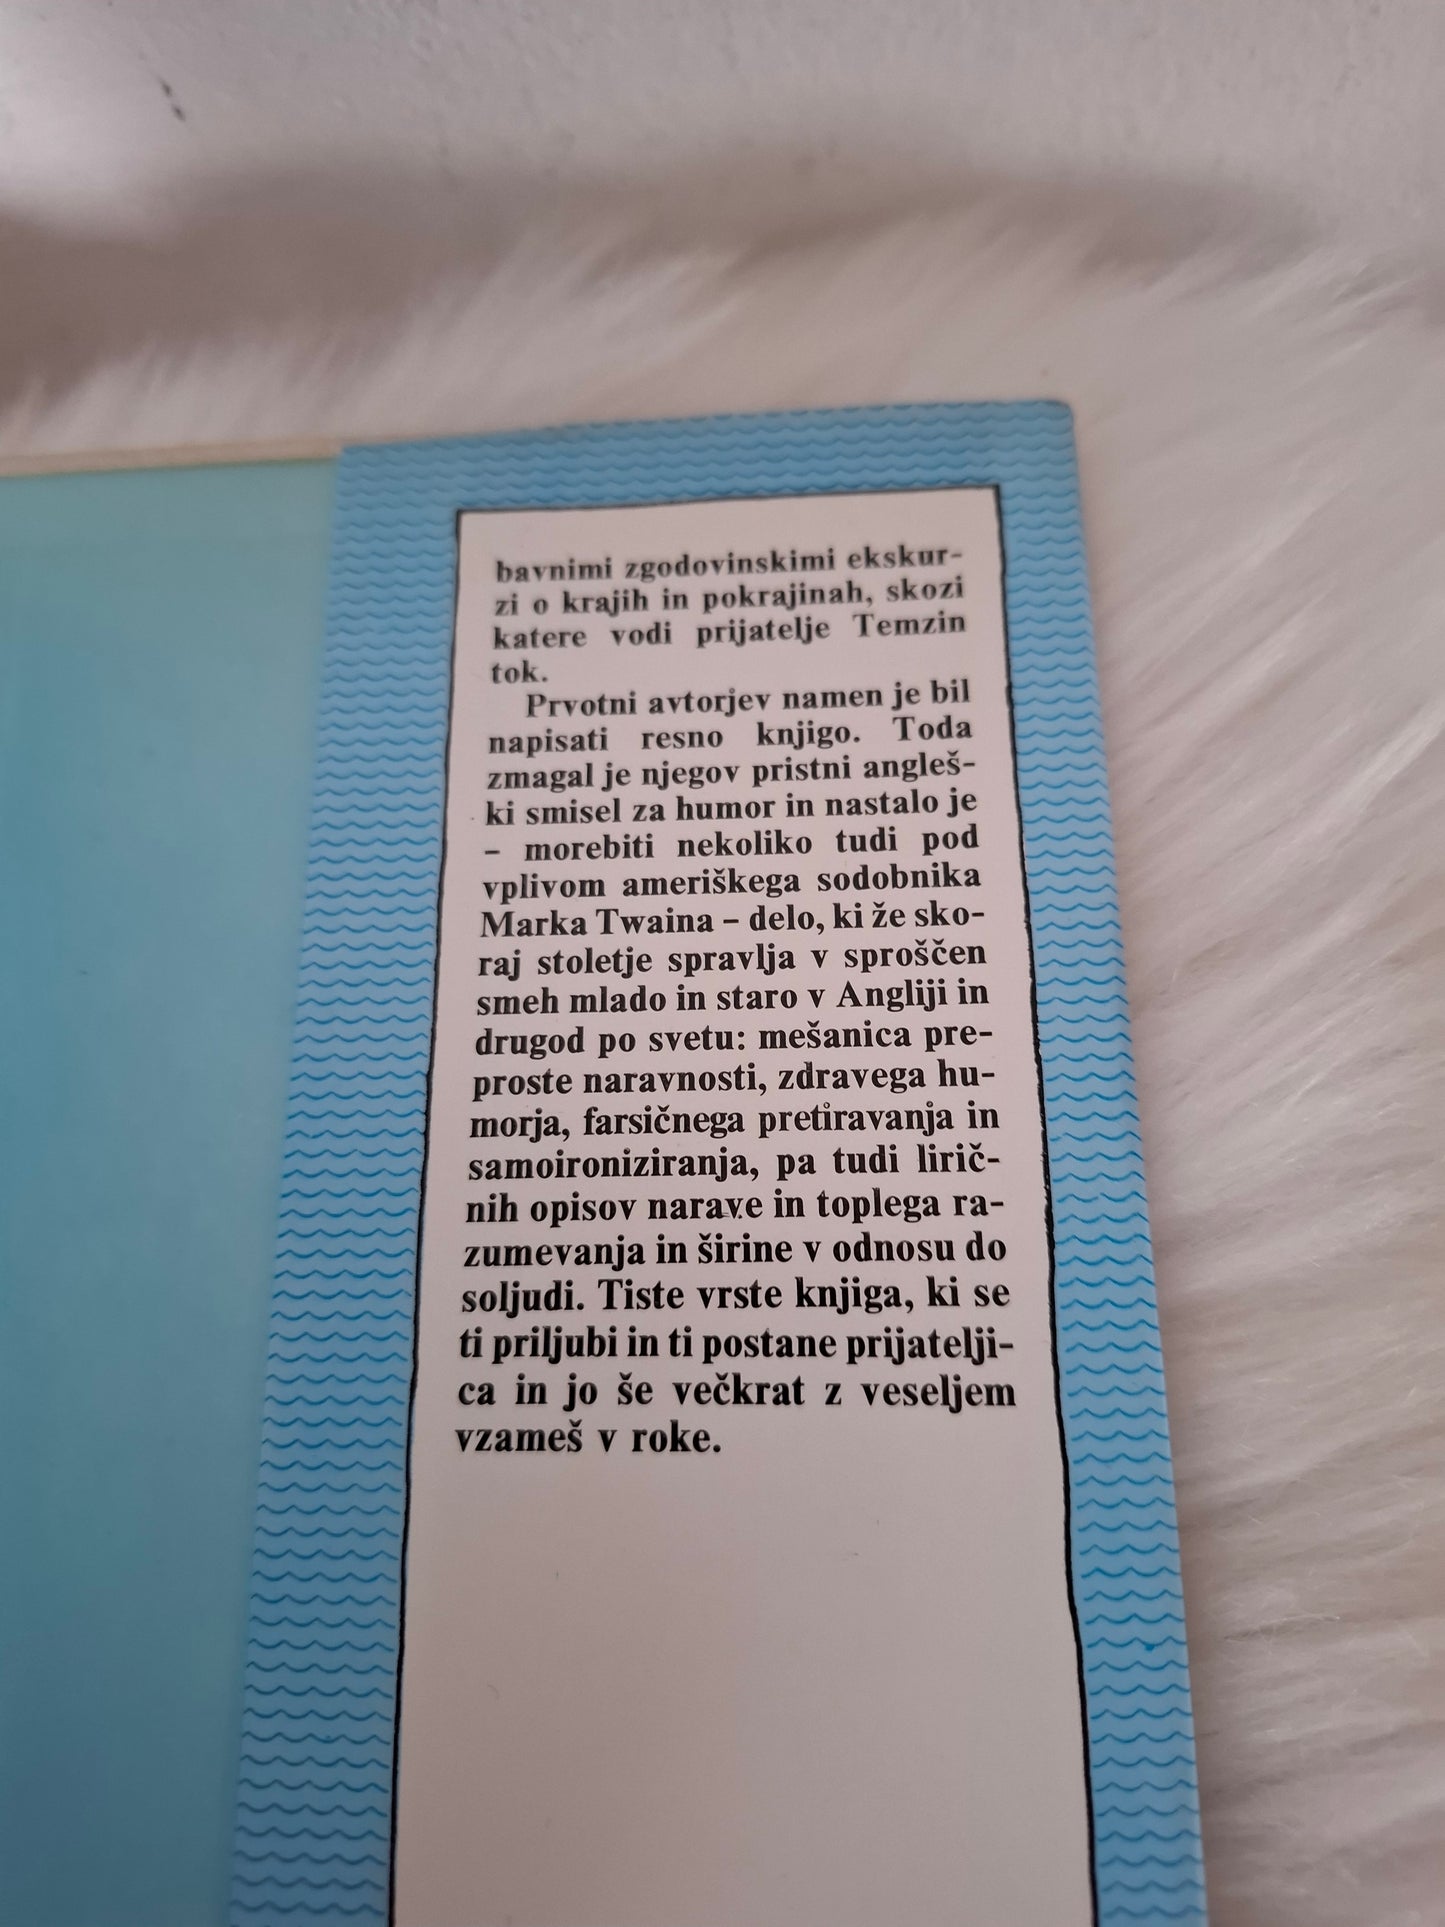 bavnimi zgodovinskimi ekskur-
zi o krajih in pokrajinah, skozi
katere vodi prijatelje Temzin
tok.
Prvotni avtorjev namen je bil
napisati resno knjigo. Toda
zmagal je njegov pristni angleš-
ki smisel za humor in nastalo je
– morebiti nekoliko tudi pod
vplivom ameriškega sodobnika
Marka Twaina – delo, ki že sko-
raj stoletje spravlja v sproščen
smeh mlado in staro v Angliji in
drugod po svetu: mešanica pre-
proste naravnosti, zdravega hu-
morja, farsičnega pretiravanja in
samoironiziranja, pa tudi lirič-
nih opisov narave in toplega ra-
zumevanja in širine v odnosu do
soljudi. Tiste vrste knjiga, ki se
ti priljubi in ti postane prijatelji-
ca in jo še večkrat z veseljem
vzameš v roke.